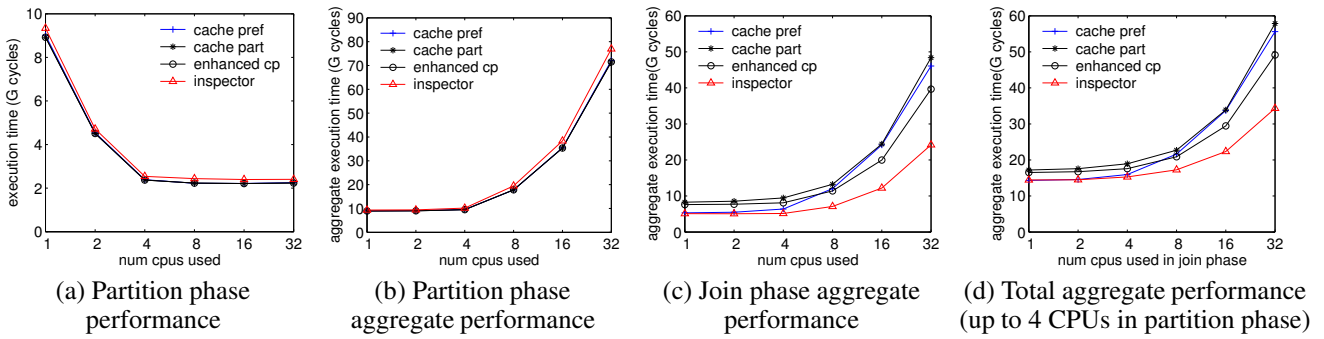 execution time (G cycles)
10
8
6
4
2
0
cache pref
cache part
enhanced cp
inspector
1 2 4 8 16 32
num cpus used
(a) Partition phase
performance
aggregate execution time(G cycles)
90
80
70
60
50
40
30
20
10
0
cache pref
cache part
enhanced cp
inspector
1 2 4 8 16 32
num cpus used
(b) Partition phase
aggregate performance
aggregate execution time(G cycles)
60
50
40
30
20
10
0
cache pref
cache part
enhanced cp
inspector
1 2 4 8 16 32
num cpus used
(c) Join phase aggregate
performance
aggregate execution time(G cycles)
60
50
40
30
20
10
0
cache pref
cache part
enhanced cp
inspector
1 2 4 8 16 32
num cpus used in join phase
(d) Total aggregate performance
(up to 4 CPUs in partition phase)